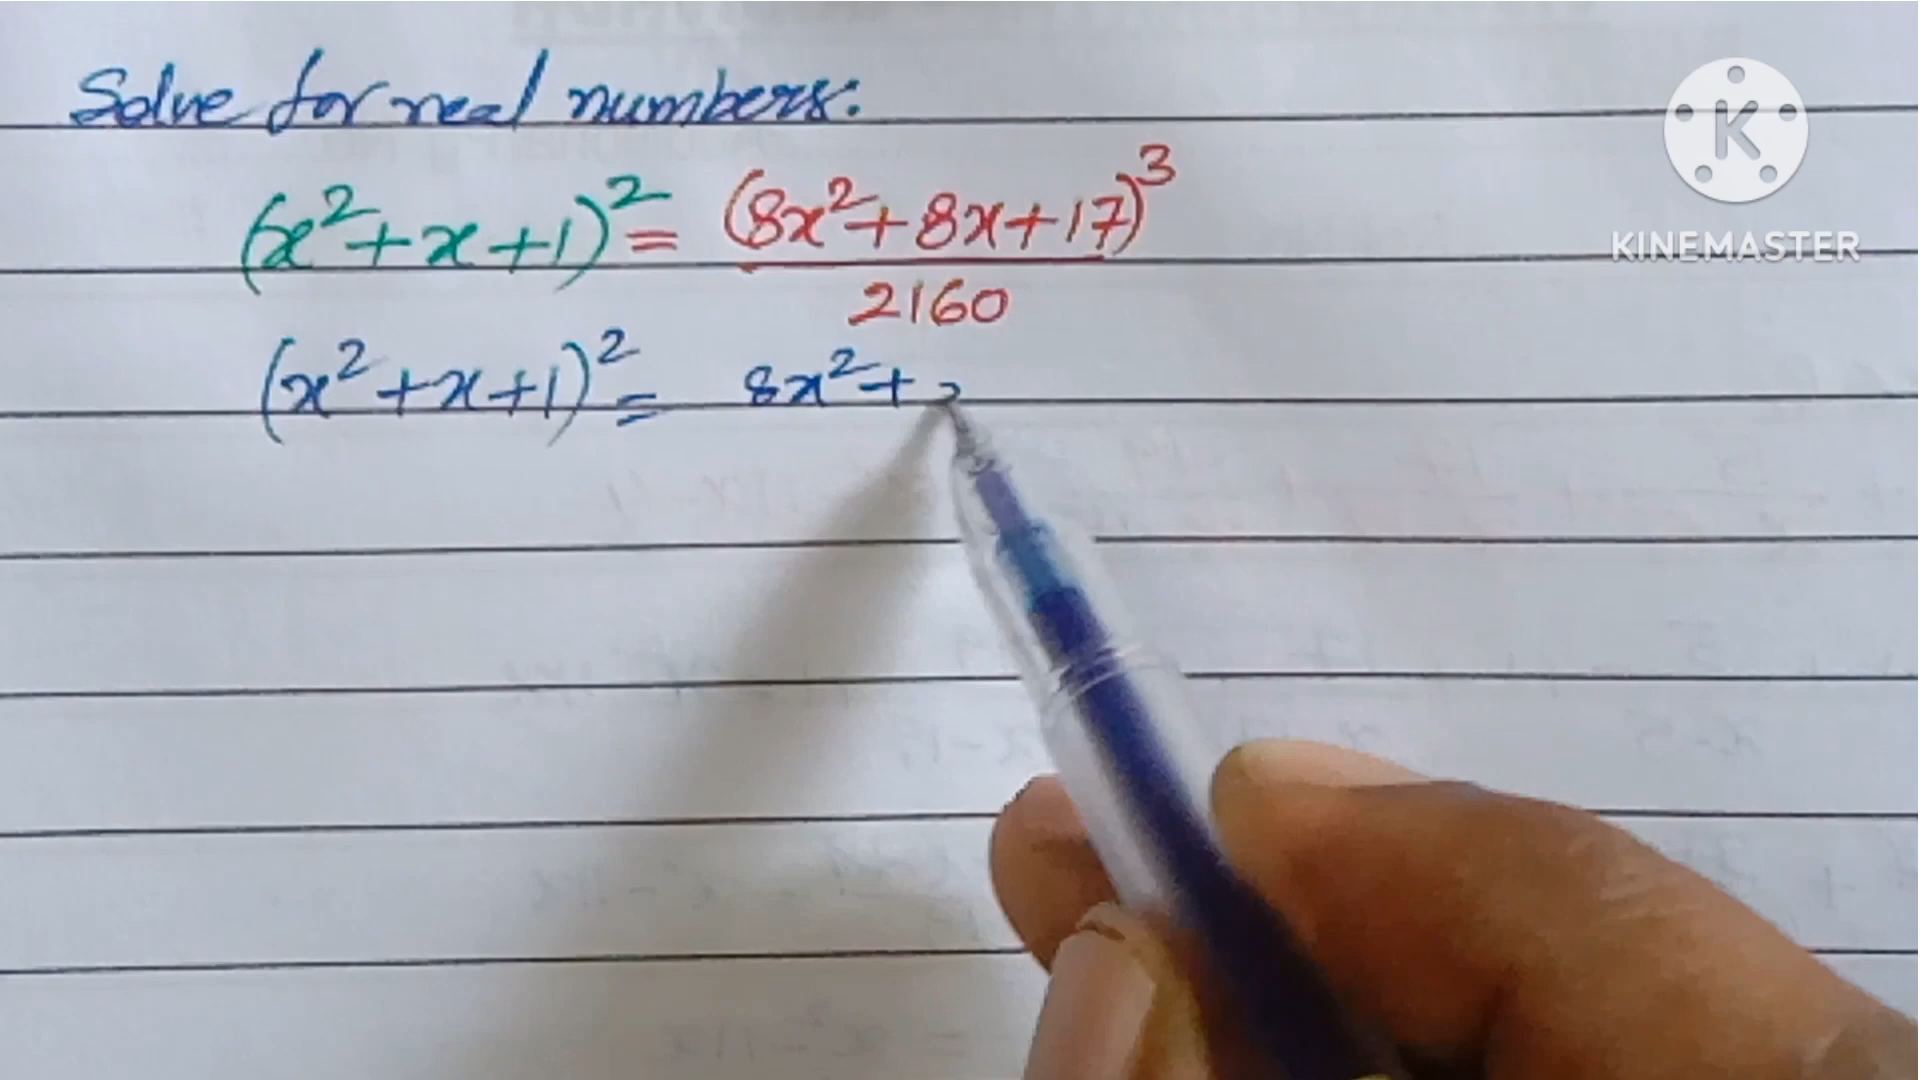 Solve for real numbers:
(x²+x+1)² = (8x²+8x+17)³
2160
(x²+x+1)² = 8x²+
K
KINEMASTER